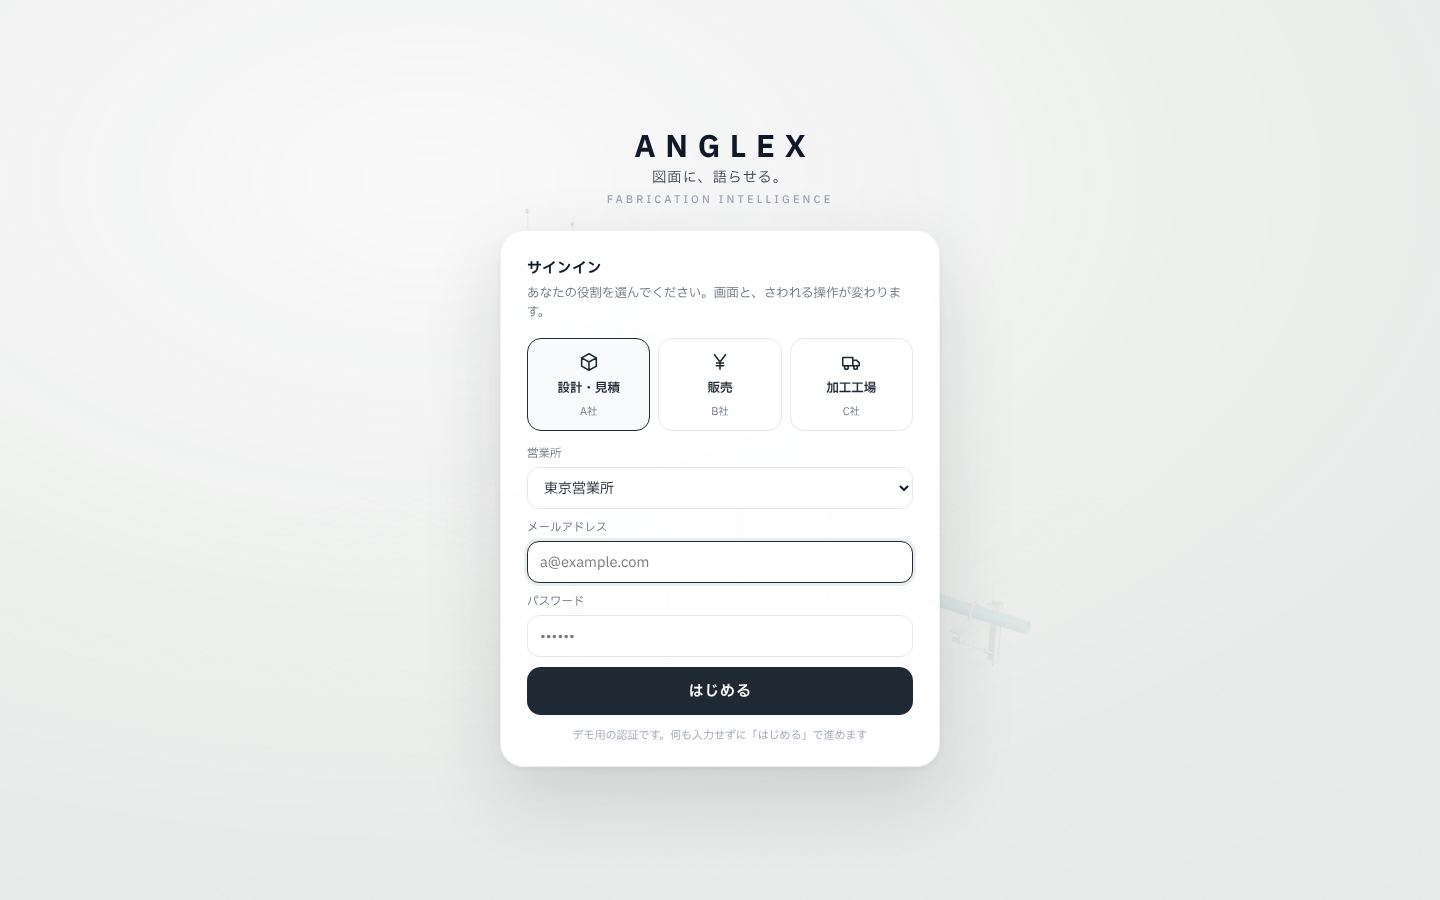 ANGLEX
図面に、語らせる。
FABRICATION INTELLIGENCE
サインイン
あなたの役割を選んでください。画面と、さわれる操作が変わりま
す。
設計・見積
A社
販売
B社
加工工場
C社
営業所
東京営業所
メールアドレス
a@example.com
パスワード
••••••
はじめる
デモ用の認証です。何も入力せずに「はじめる」で進めます